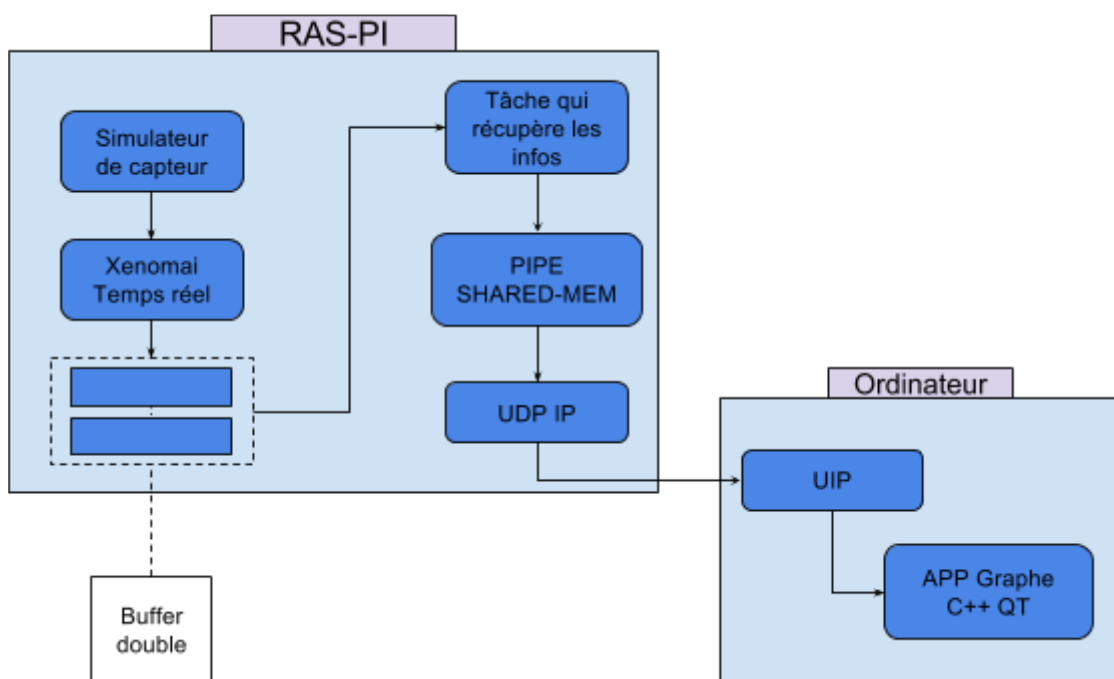 RAS-PI
Simulateur
de capteur
Xenomai
Temps réel
Buffer
double
Tâche qui
récupère les
infos
PIPE
SHARED-MEM
UDP IP
Ordinateur
UIP
APP Graphe
C++ QT